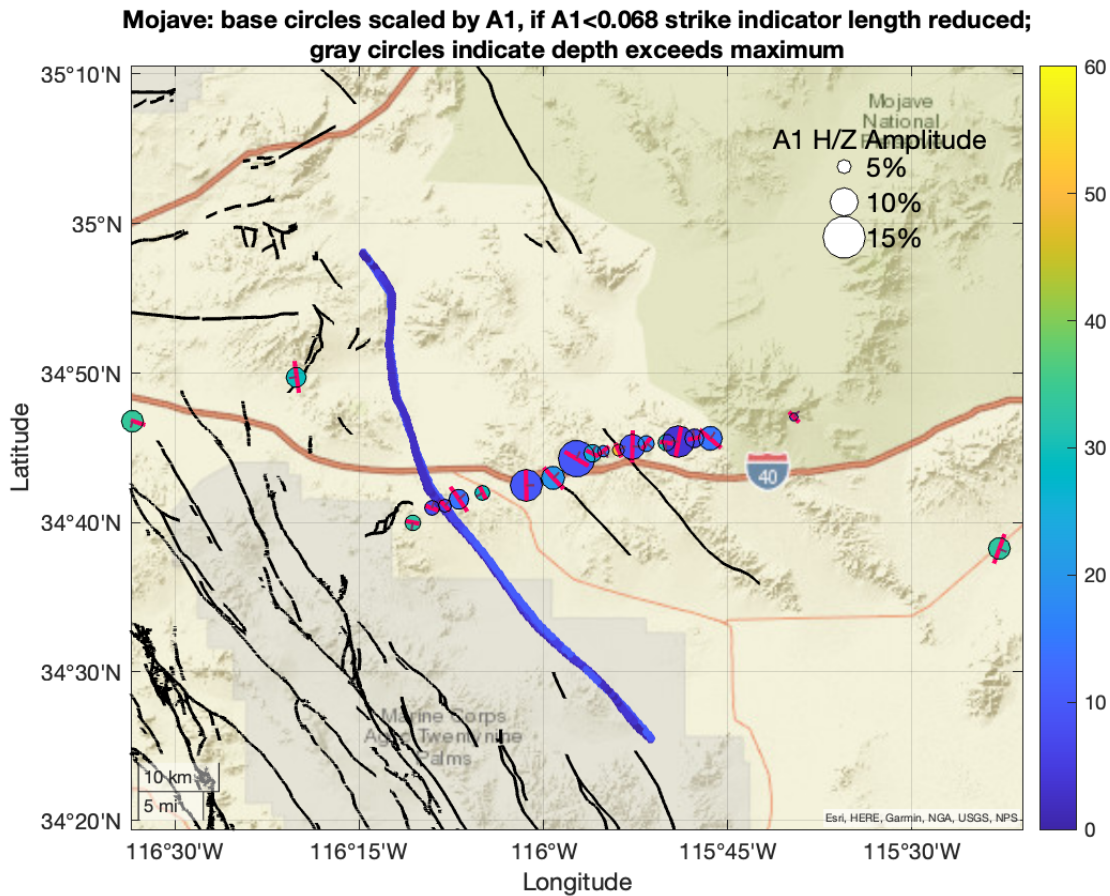 Mojave: base circles scaled by A1, if A1<0.068 strike indicator length reduced;
gray circles indicate depth exceeds maximum
35°10'N
35°N
34°50'N
34°40'N
34°30'N
34°20'N
Latitude
Mojave
National
A1 H/Z Amplitude
5%
10%
15%
40
Marine Corps
Twentynine
Palms
10 km
5 mi
Esri, HERE, Garmin, NGA, USGS, NPS
116°30'W
116°15'W
116°W
115°45'W
115°30'W
Longitude
60
50
40
30
20
10
0